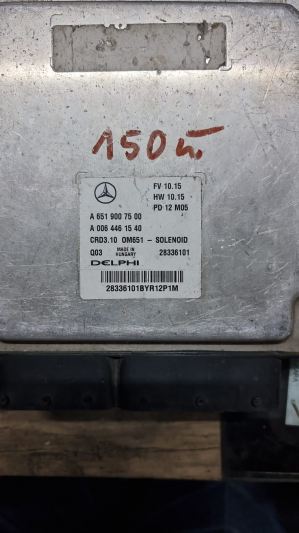 150
FV 10.15
HW 10.15
PD 12 M05
A 651 900 75 00
A 006 446 15 40
CRD3.10 OM651 - SOLENOID
Q03 MADE IN HUNGARY 28336101
DELPHI
28336101BYR12P1M